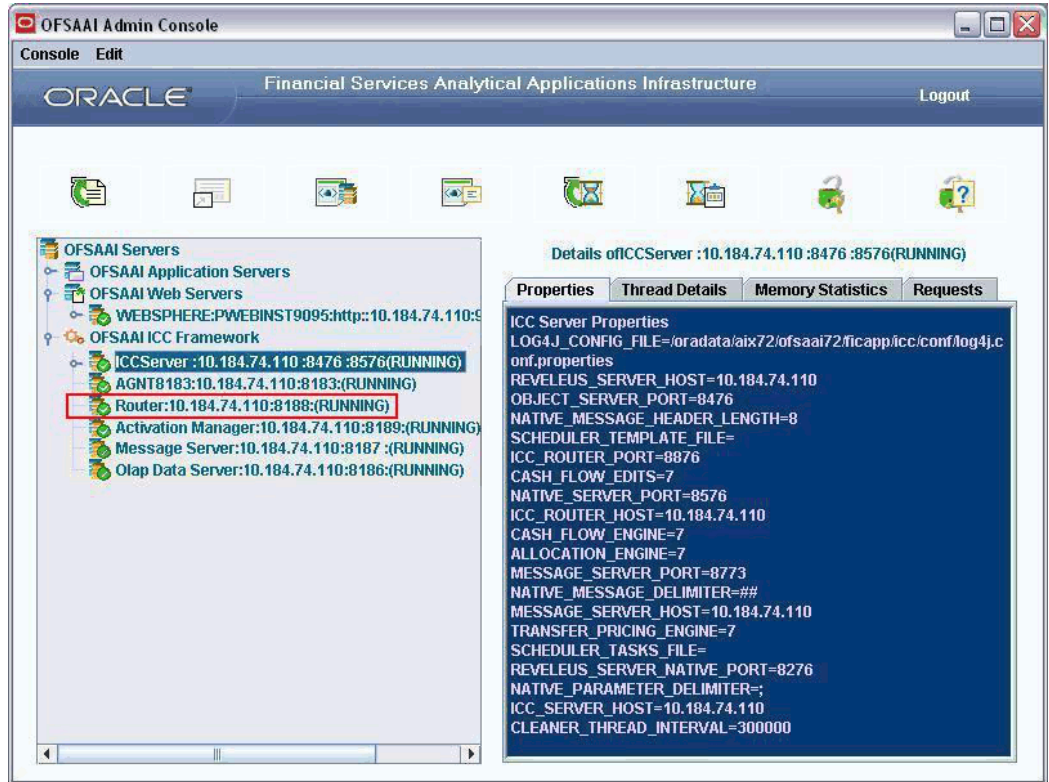 OFSAAI Admin Console
Console Edit
ORACLE
Financial Services Analytical Applications Infrastructure
Logout
OFSAAI Servers
OFSAAI Application Servers
OFSAAI Web Servers
WEBSPHERE:PWEBINST9095:http::10.184.74.110:9
OFSAAI ICC Framework
ICCServer :10.184.74.110 :8476 :8576(RUNNING)
AGNT8183:10.184.74.110:8183:(RUNNING)
Router:10.184.74.110:8188:(RUNNING)
Activation Manager:10.184.74.110:8189:(RUNNING)
Message Server:10.184.74.110:8187 :(RUNNING)
Olap Data Server:10.184.74.110:8186:(RUNNING)
Details ofICCServer :10.184.74.110 :8476 :8576(RUNNING)
Properties Thread Details Memory Statistics Requests
ICC Server Properties
LOG4J_CONFIG_FILE=/oradata/aix72/ofsaai72/ficapp/icc/conf/log4j.c
onf.properties
REVELEUS_SERVER_HOST=10.184.74.110
OBJECT_SERVER_PORT=8476
NATIVE_MESSAGE_HEADER_LENGTH=8
SCHEDULER_TEMPLATE_FILE=
ICC_ROUTER_PORT=8876
CASH_FLOW_EDITS=7
NATIVE_SERVER_PORT=8576
ICC_ROUTER_HOST=10.184.74.110
CASH_FLOW_ENGINE=7
ALLOCATION_ENGINE=7
MESSAGE_SERVER_PORT=8773
NATIVE_MESSAGE_DELIMITER=##
MESSAGE_SERVER_HOST=10.184.74.110
TRANSFER_PRICING_ENGINE=7
SCHEDULER_TASKS_FILE=
REVELEUS_SERVER_NATIVE_PORT=8276
NATIVE_PARAMETER_DELIMITER=;
ICC_SERVER_HOST=10.184.74.110
CLEANER_THREAD_INTERVAL=300000